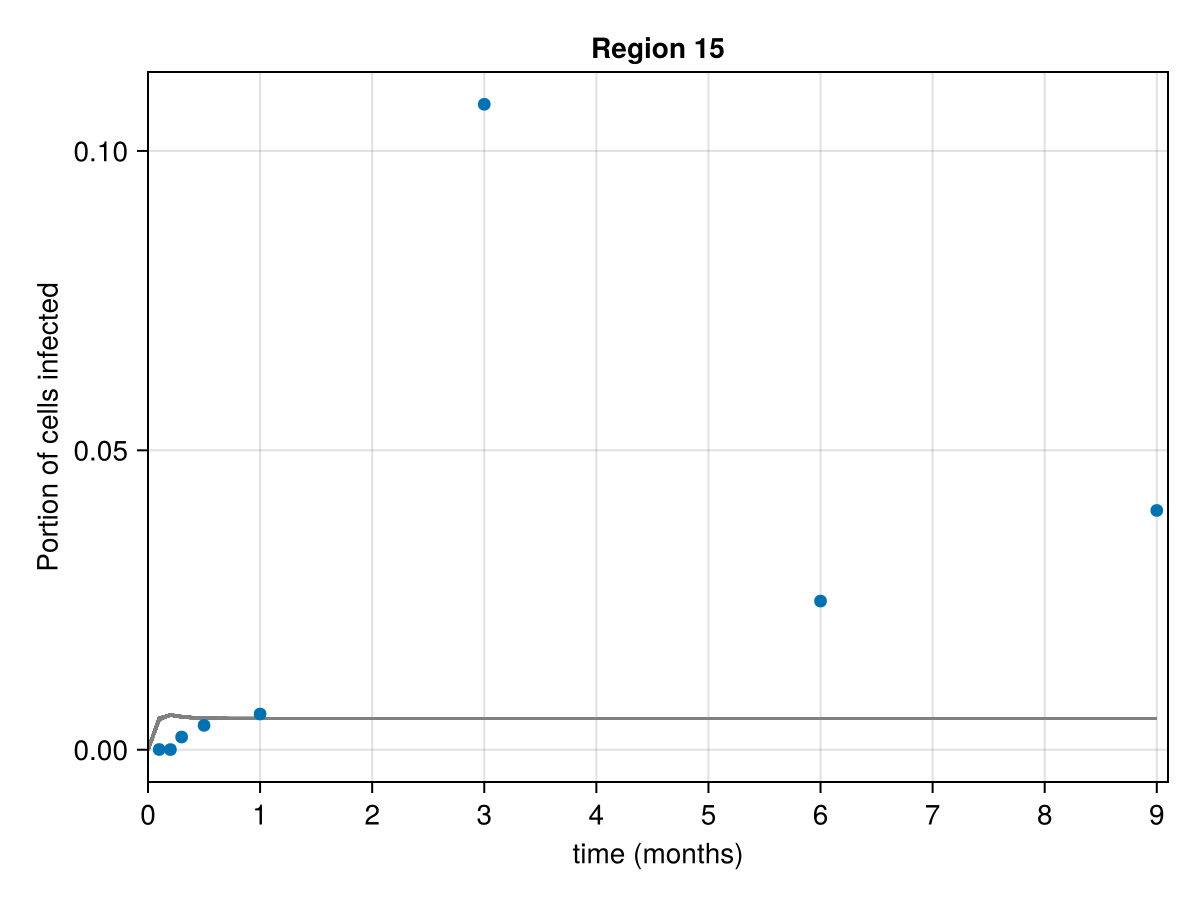 Region 15
Portion of cells infected
0.10
0.05
0.00
0 1 2 3 4 5 6 7 8 9
time (months)